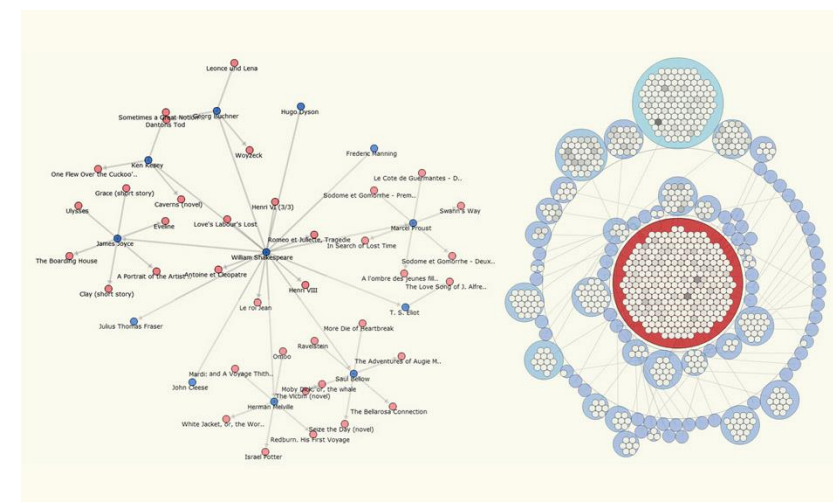 Leonce und Lena
Sometimes a Great Notion
Georg Buchner
Dantons Tod
Hugo Dyson
Ken Kesey
Woyzeck
Frederic Manning
One Flew Over the Cuckoo'..
Le Cote de Guermantes - D..
Grace (short story)
Caverns (novel)
Henri VI (3/3)
Sodome et Gomorrhe - Prem..
Ulysses
Eveline
Love's Labour's Lost
Swann's Way
Marcel Proust
James Joyce
Romeo et Juliette, Tragedie
In Search of Lost Time
William Shakespeare
The Boarding House
A Portrait of the Artist
Antoine et Cleopatre
Sodome et Gomorrhe - Deux..
A l'ombre des jeunes fill..
The Love Song of J. Alfre..
Clay (short story)
Henri VIII
Le roi Jean
T. S. Eliot
Julius Thomas Fraser
More Die of Heartbreak
Ravelstein
Omoo
The Adventures of Augie M..
Mardi: and A Voyage Thith..
Saul Bellow
John Cleese
Moby Dick, or, the whale
The Victim (novel)
Herman Melville
The Bellarosa Connection
White Jacket, or, the Wor..
Seize the Day (novel)
Redburn. His First Voyage
Israel Potter